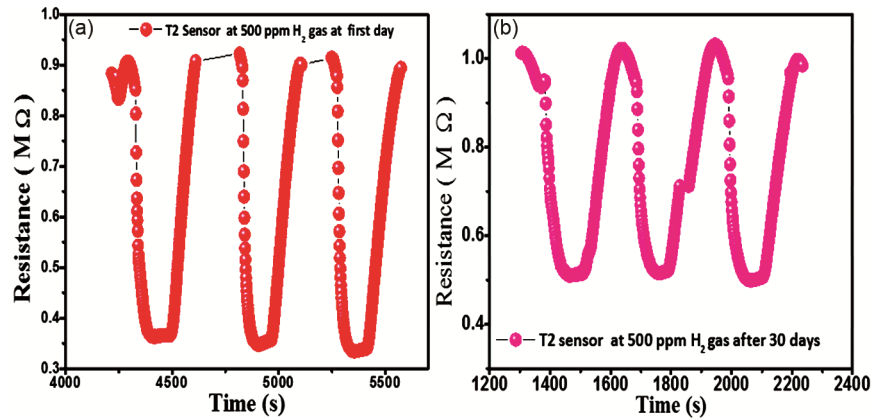 (a)
T2 Sensor at 500 ppm H₂ gas at first day
Resistance ( M Ω )
1.0
0.9
0.8
0.7
0.6
0.5
0.4
0.3
4000 4500 5000 5500
Time (s)
(b)
Resistance ( M Ω )
1.0
0.8
0.6
0.4
T2 sensor at 500 ppm H₂ gas after 30 days
1200 1400 1600 1800 2000 2200 2400
Time (s)